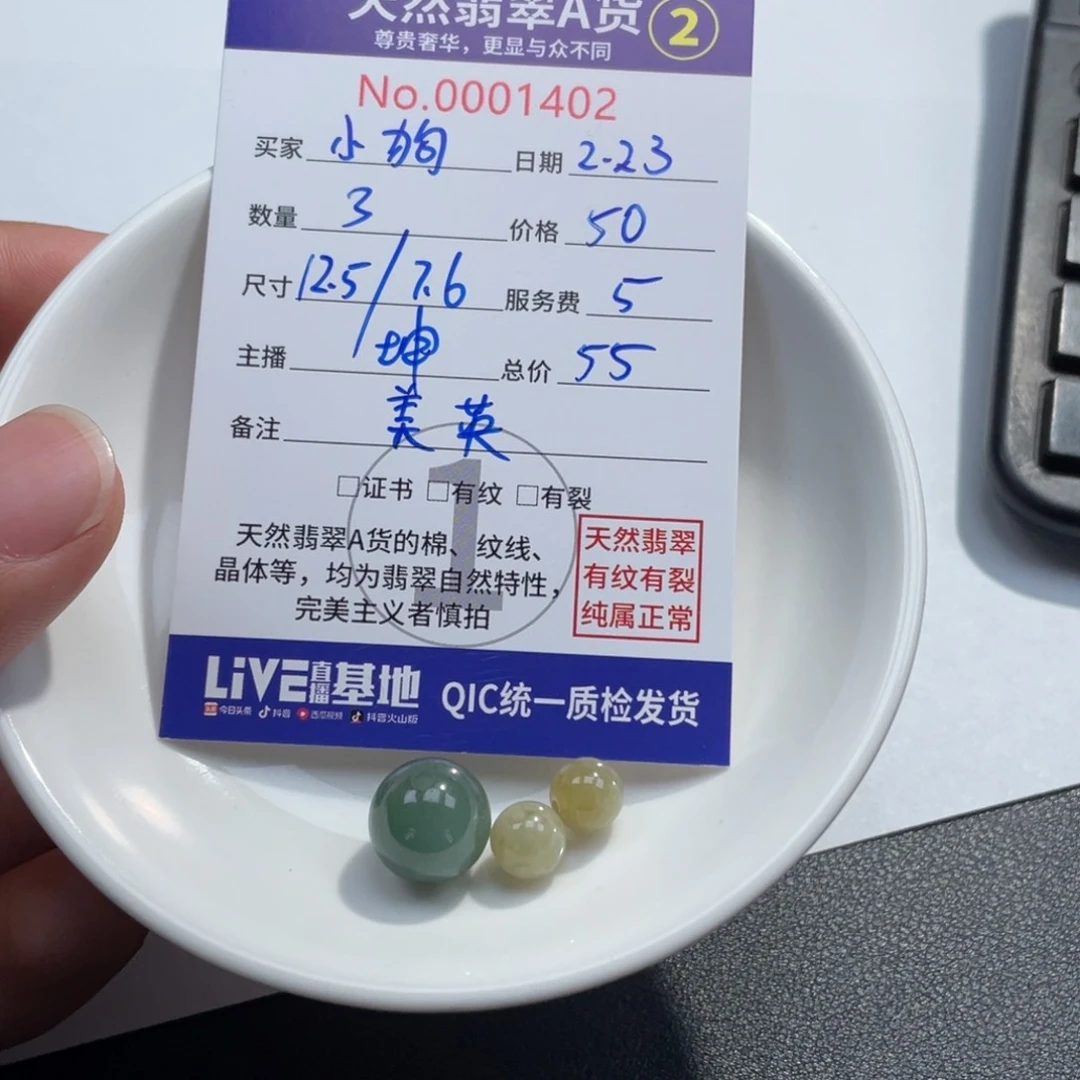 天然翡翠A货 2
尊贵奢华，更显与众不同
No.0001402
买家 小狗 日期 2-23
数量 3 价格 50
尺寸 12.5/7.6 服务费 5
主播 坤 总价 55
备注 美英
1
□证书 □有纹 □有裂
天然翡翠A货的棉、纹线、
晶体等，均为翡翠自然特性，
完美主义者慎拍
天然翡翠
有纹有裂
纯属正常
LiVE直播基地 QIC统一质检发货
头条 今日头条 抖音 西瓜视频 抖音火山版